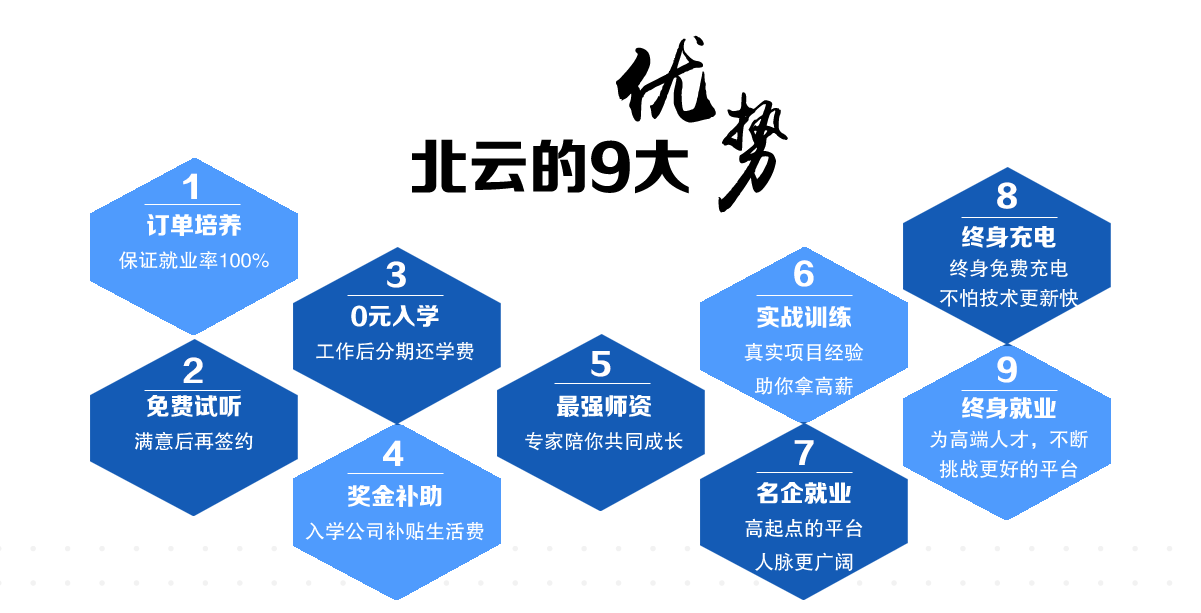 北云的9大优势
1
订单培养
保证就业率100%
2
免费试听
满意后再签约
3
0元入学
工作后分期还学费
4
奖金补助
入学公司补贴生活费
5
最强师资
专家陪你共同成长
6
实战训练
真实项目经验
助你拿高薪
7
名企就业
高起点的平台
人脉更广阔
8
终身充电
终身免费充电
不怕技术更新快
9
终身就业
为高端人才，不断
挑战更好的平台